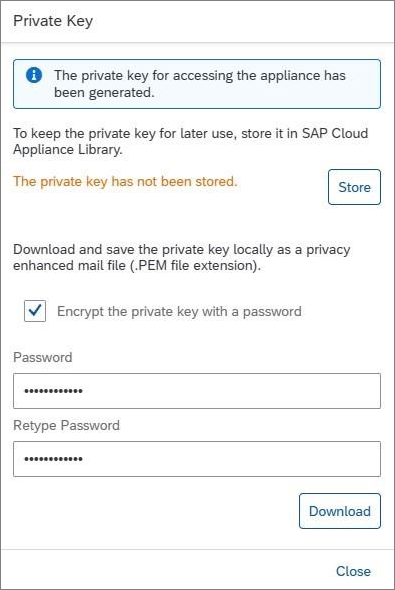 Private Key
The private key for accessing the appliance has
been generated.
To keep the private key for later use, store it in SAP Cloud
Appliance Library.
The private key has not been stored.
Store
Download and save the private key locally as a privacy
enhanced mail file (.PEM file extension).
Encrypt the private key with a password
Password
••••••••••••
Retype Password
••••••••••••
Download
Close